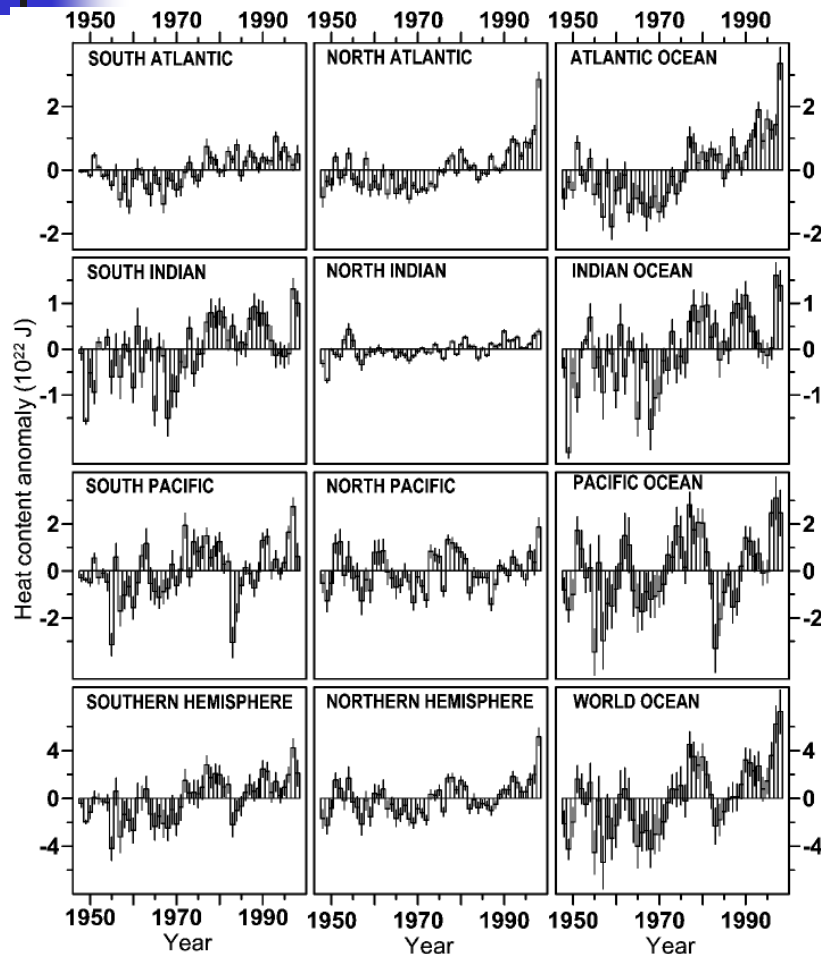 1950 1970 1990 1950 1970 1990 1950 1970 1990
SOUTH ATLANTIC NORTH ATLANTIC ATLANTIC OCEAN
2 2
0 0
-2 -2
SOUTH INDIAN NORTH INDIAN INDIAN OCEAN
1 1
0 0
-1 -1
Heat content anomaly (10²² J)
SOUTH PACIFIC NORTH PACIFIC PACIFIC OCEAN
2 2
0 0
-2 -2
SOUTHERN HEMISPHERE NORTHERN HEMISPHERE WORLD OCEAN
4 4
0 0
-4 -4
1950 1970 1990 1950 1970 1990 1950 1970 1990
Year Year Year